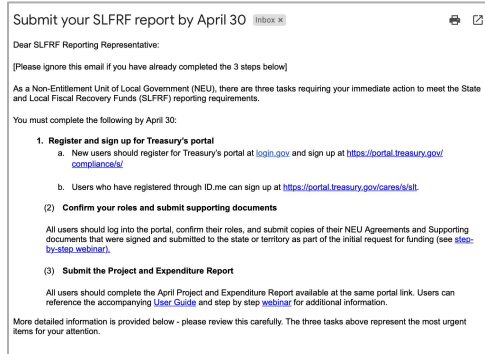 Submit your SLFRF report by April 30 Inbox ×
Dear SLFRF Reporting Representative:
[Please ignore this email if you have already completed the 3 steps below]
As a Non-Entitlement Unit of Local Government (NEU), there are three tasks requiring your immediate action to meet the State
and Local Fiscal Recovery Funds (SLFRF) reporting requirements.
You must complete the following by April 30:
1. Register and sign up for Treasury's portal
a. New users should register for Treasury's portal at login.gov and sign up at https://portal.treasury.gov/
compliance/s/
b. Users who have registered through ID.me can sign up at https://portal.treasury.gov/cares/s/slt.
(2) Confirm your roles and submit supporting documents
All users should log into the portal, confirm their roles, and submit copies of their NEU Agreements and Supporting
documents that were signed and submitted to the state or territory as part of the initial request for funding (see step-
by-step webinar).
(3) Submit the Project and Expenditure Report
All users should complete the April Project and Expenditure Report available at the same portal link. Users can
reference the accompanying User Guide and step by step webinar for additional information.
More detailed information is provided below - please review this carefully. The three tasks above represent the most urgent
items for your attention.